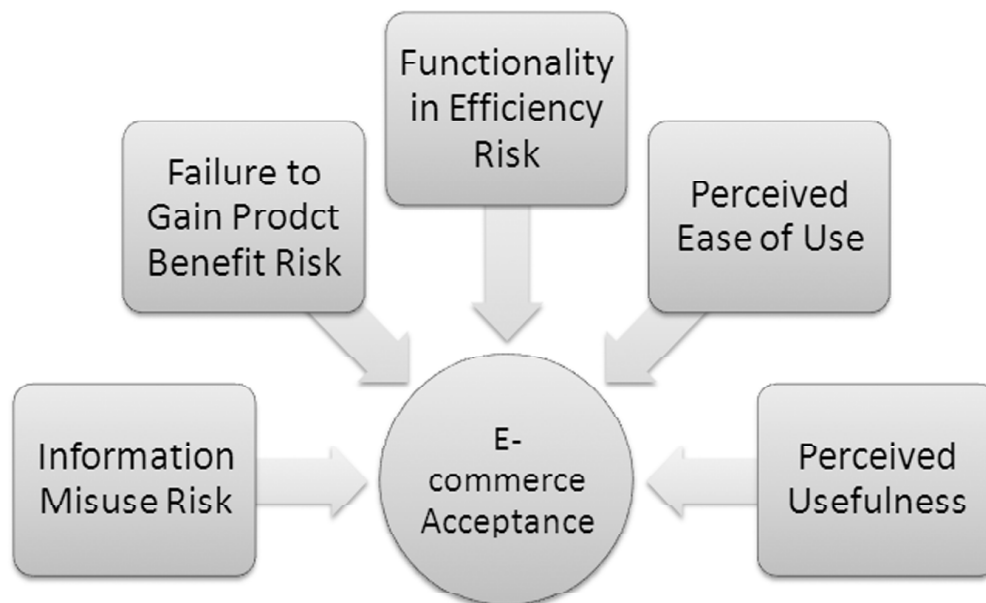 Functionality
in Efficiency
Risk
Failure to
Gain Prodct
Benefit Risk
Perceived
Ease of Use
Information
Misuse Risk
E-
commerce
Acceptance
Perceived
Usefulness